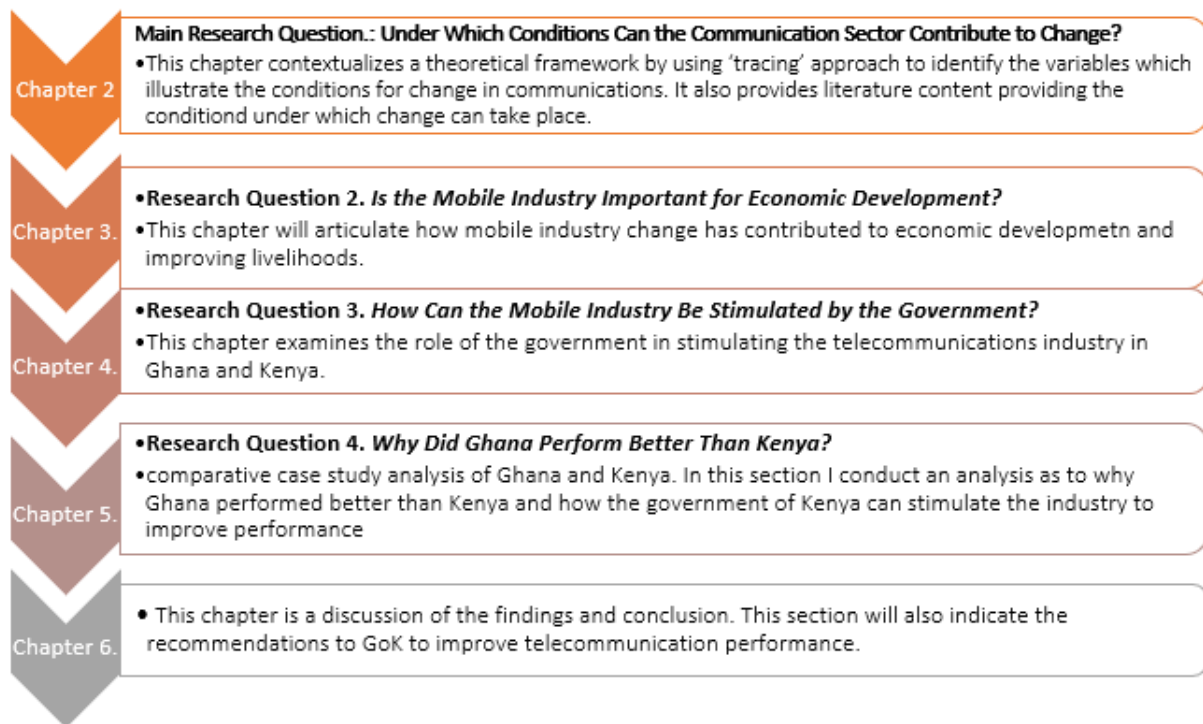 Chapter 2
Main Research Question.: Under Which Conditions Can the Communication Sector Contribute to Change?
•This chapter contextualizes a theoretical framework by using ‘tracing’ approach to identify the variables which
illustrate the conditions for change in communications. It also provides literature content providing the
conditiond under which change can take place.
Chapter 3.
•Research Question 2. Is the Mobile Industry Important for Economic Development?
•This chapter will articulate how mobile industry change has contributed to economic developmetn and
improving livelihoods.
Chapter 4.
•Research Question 3. How Can the Mobile Industry Be Stimulated by the Government?
•This chapter examines the role of the government in stimulating the telecommunications industry in
Ghana and Kenya.
Chapter 5.
•Research Question 4. Why Did Ghana Perform Better Than Kenya?
•comparative case study analysis of Ghana and Kenya. In this section I conduct an analysis as to why
Ghana performed better than Kenya and how the government of Kenya can stimulate the industry to
improve performance
Chapter 6.
• This chapter is a discussion of the findings and conclusion. This section will also indicate the
recommendations to GoK to improve telecommunication performance.